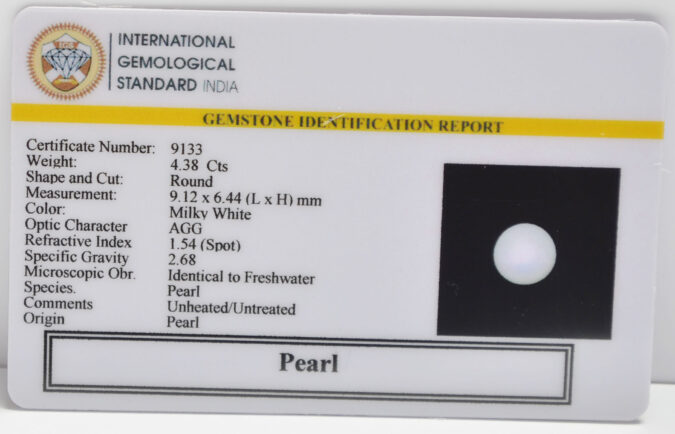 INTERNATIONAL
GEMOLOGICAL
STANDARD INDIA
GEMSTONE IDENTIFICATION REPORT
Certificate Number: 9133
Weight: 4.38 Cts
Shape and Cut: Round
Measurement: 9.12 x 6.44 (L x H) mm
Color: Milky White
Optic Character AGG
Refractive Index 1.54 (Spot)
Specific Gravity 2.68
Microscopic Obr. Identical to Freshwater
Species. Pearl
Comments Unheated/Untreated
Origin Pearl
Pearl